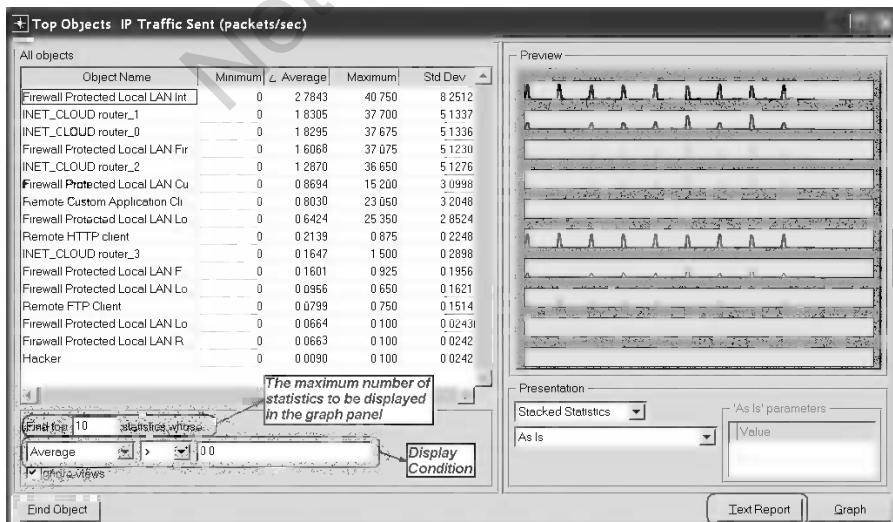 Top Objects IP Traffic Sent (packets/sec)
All objects
Object Name Minimum Average Maximum Std Dev
Firewall Protected Local LAN Int 0 2 7843 40 750 8 2512
INET_CLOUD router_1 0 1 8305 37 700 5 1337
INET_CLOUD router_0 0 1 8295 37 675 5 1336
Firewall Protected Local LAN Fir 0 1 6068 37 075 5 1230
INET_CLOUD router_2 0 1 2870 36 650 5 1276
Firewall Protected Local LAN Cu 0 0 8694 15 200 3 0998
Remote Custom Application Cli 0 0 8030 23 050 3 2048
Firewall Protected Local LAN Lo 0 0 6424 25 350 2 8524
Remote HTTP client 0 0 2139 0 875 0 2248
INET_CLOUD router_3 0 0 1647 1 500 0 2898
Firewall Protected Local LAN F 0 0 1601 0 925 0 1956
Firewall Protected Local LAN Lo 0 0 0956 0 650 0 1621
Remote FTP Client 0 0 0799 0 750 0 1514
Firewall Protected Local LAN Lo 0 0 0664 0 100 0 0243
Firewall Protected Local LAN R 0 0 0663 0 100 0 0242
Hacker 0 0 0090 0 100 0 0242
The maximum number of
statistics to be displayed
in the graph panel
Find top 10 statistics whose
Average > 0 0
Display
Condition
Ignore views
Find Object
Preview
Presentation
Stacked Statistics
As Is
'As Is' parameters
Value
Text Report
Graph